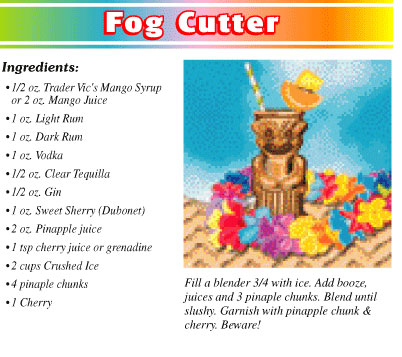 Fog Cutter
Ingredients:
•1/2 oz. Trader Vic's Mango Syrup
or 2 oz. Mango Juice
•1 oz. Light Rum
•1 oz. Dark Rum
•1 oz. Vodka
•1/2 oz. Clear Tequilla
•1/2 oz. Gin
•1 oz. Sweet Sherry (Dubonet)
•2 oz. Pinapple juice
•1 tsp cherry juice or grenadine
•2 cups Crushed Ice
•4 pinaple chunks
•1 Cherry
Fill a blender 3/4 with ice. Add booze,
juices and 3 pinaple chunks. Blend until
slushy. Garnish with pinapple chunk &
cherry. Beware!